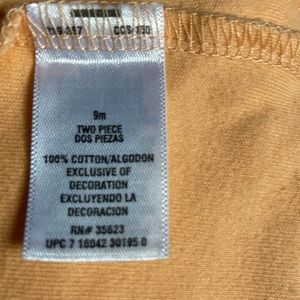 9m
TWO PIECE
DOS PIEZAS
100% COTTON/ALGODON
EXCLUSIVE OF
DECORATION
EXCLUYENDO LA
DECORACION
RN# 35623
UPC 7 16042 30195 0